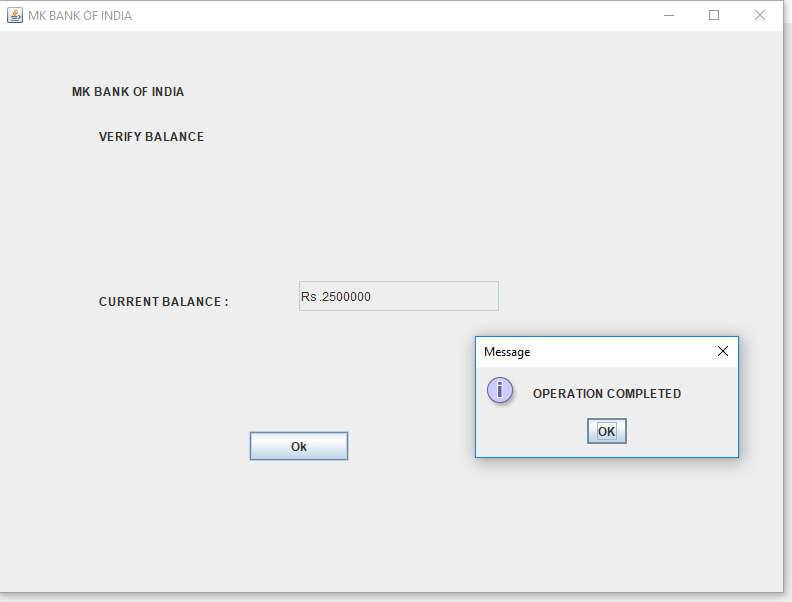 MK BANK OF INDIA
MK BANK OF INDIA
VERIFY BALANCE
CURRENT BALANCE :
Rs .2500000
Message
i
OPERATION COMPLETED
OK
Ok